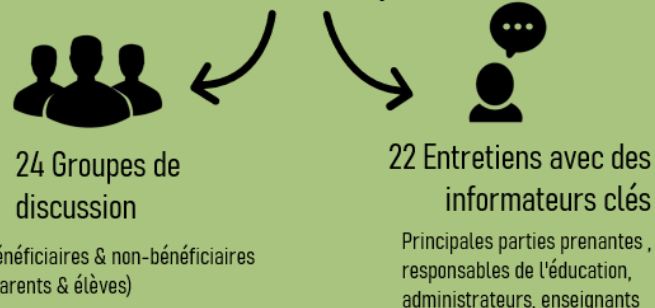 24 Groupes de
discussion
énéficiaires & non-bénéficiaires
arents & élèves)
22 Entretiens avec des
informateurs clés
Principales parties prenantes ,
responsables de l'éducation,
administrateurs, enseignants